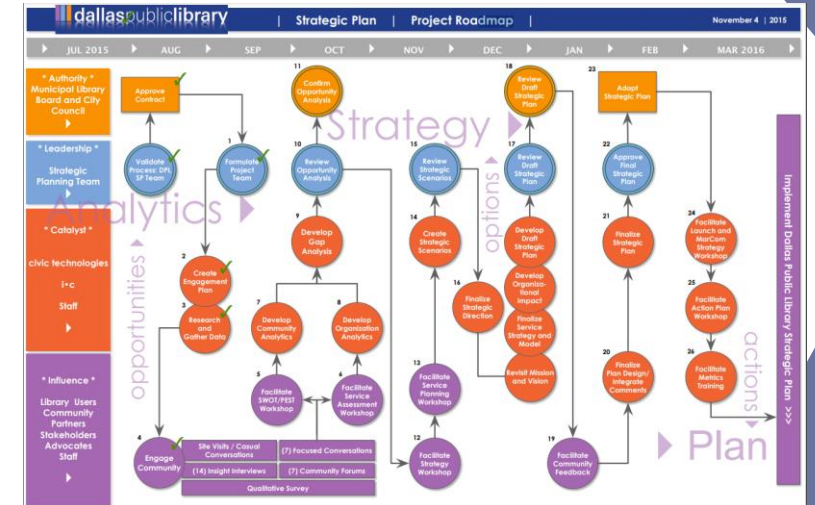 dallaspubliclibrary | Strategic Plan | Project Roadmap | November 4 | 2015
JUL 2015 AUG SEP OCT NOV DEC JAN FEB MAR 2016
* Authority *
Municipal Library
Board and City
Council
* Leadership *
Strategic
Planning Team
* Catalyst *
civic technologies
i•c
Staff
* Influence *
Library Users
Community
Partners
Stakeholders
Advocates
Staff
Analytics
Strategy
Plan
opportunities
options
actions
Approve
Contract
Validate
Process: DPL
SP Team
1
Formulate
Project
Team
2
Create
Engagement
Plan
3
Research
and
Gather Data
4
Engage
Community
Site Visits / Casual
Conversations
(7) Focused Conversations
(14) Insight Interviews
(7) Community Forums
Qualitative Survey
5
Facilitate
SWOT/PEST
Workshop
6
Facilitate
Service
Assessment
Workshop
7
Develop
Community
Analytics
8
Develop
Organization
Analytics
9
Develop
Gap
Analysis
10
Review
Opportunity
Analysis
11
Confirm
Opportunity
Analysis
12
Facilitate
Strategy
Workshop
13
Facilitate
Service
Planning
Workshop
14
Create
Strategic
Scenarios
15
Review
Strategic
Scenarios
16
Finalize
Strategic
Direction
Revisit Mission
and Vision
Finalize
Service
Strategy and
Model
Develop
Organisa-
tional
Impact
Develop
Draft
Strategic
Plan
17
Review
Draft
Strategic
Plan
18
Review
Draft
Strategic
Plan
19
Facilitate
Community
Feedback
20
Finalize
Plan Design/
Integrate
Comments
21
Finalize
Strategic
Plan
22
Approve
Final
Strategic
Plan
23
Adopt
Strategic Plan
24
Facilitate
Launch and
MarCom
Strategy
Workshop
25
Facilitate
Action Plan
Workshop
26
Facilitate
Metrics
Training
Implement Dallas Public Library Strategic Plan >>>